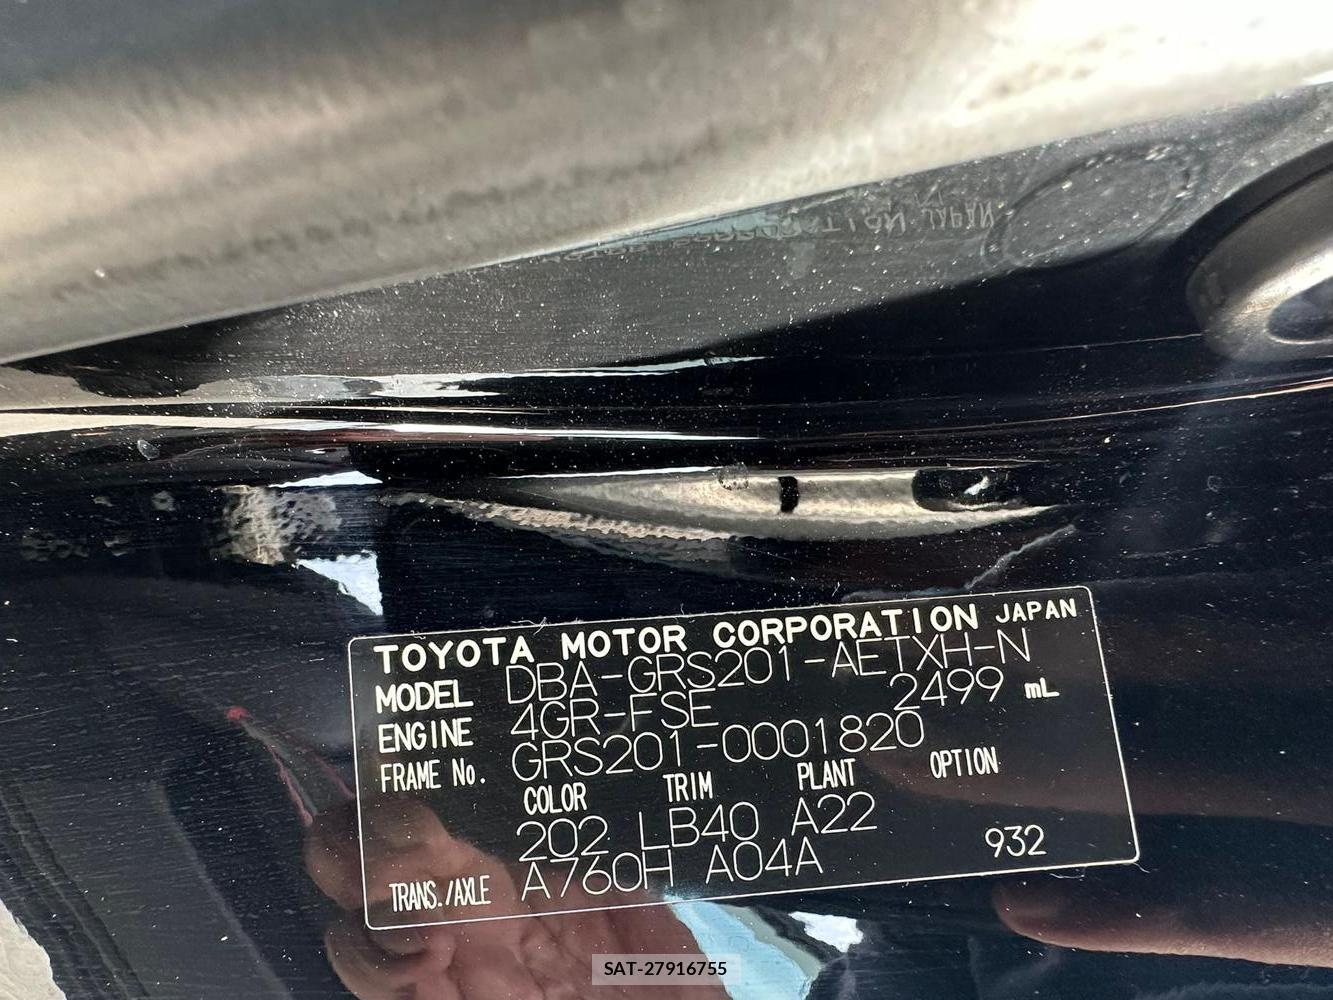 TOYOTA MOTOR CORPORATION JAPAN
MODEL DBA-GRS201-AETXH-N
ENGINE 4GR-FSE 2499 mL
FRAME No. GRS201-0001820
COLOR TRIM PLANT OPTION
202 LB40 A22
TRANS./AXLE A760H A04A 932
SAT-27916755